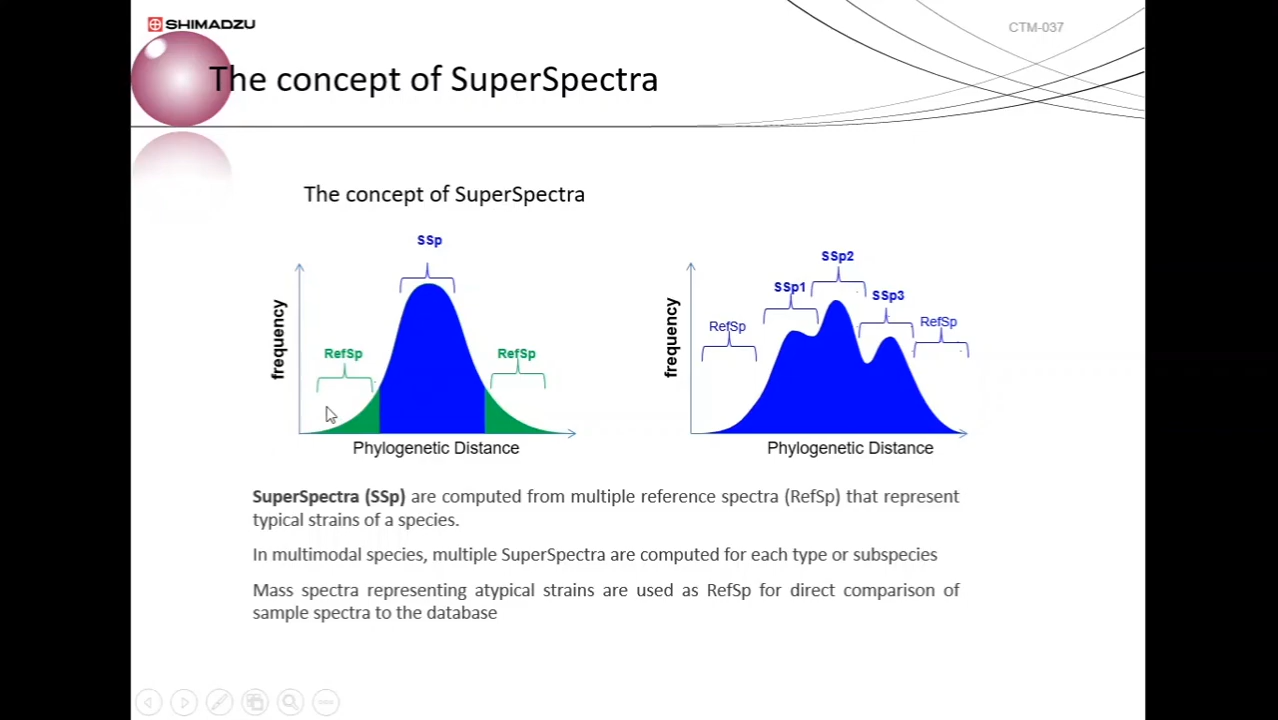 SHIMADZU
CTM-037
The concept of SuperSpectra
The concept of SuperSpectra
SSp
RefSp
RefSp
frequency
Phylogenetic Distance
SSp2
SSp1
SSp3
RefSp
RefSp
frequency
Phylogenetic Distance
SuperSpectra (SSp) are computed from multiple reference spectra (RefSp) that represent
typical strains of a species.
In multimodal species, multiple SuperSpectra are computed for each type or subspecies
Mass spectra representing atypical strains are used as RefSp for direct comparison of
sample spectra to the database